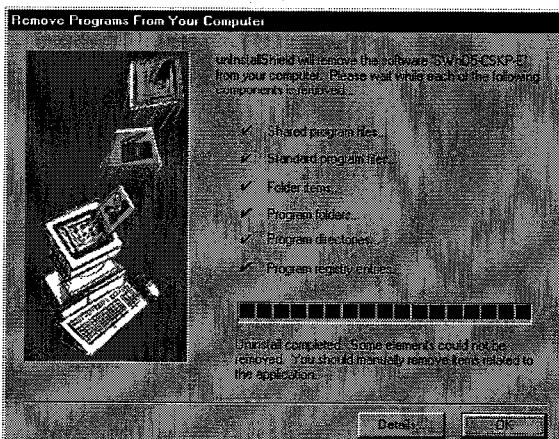 Remove Programs From Your Computer
unInstallShield will remove the software
from your computer. Please wait while each of the following
components is removed...
✓ Shared program files...
✓ Standard program files...
✓ Folder items...
✓ Program folders...
✓ Program directories...
✓ Program registry entries...
Uninstall completed. Some elements could not be
removed. You should manually remove items related to
the application.
Details...
OK